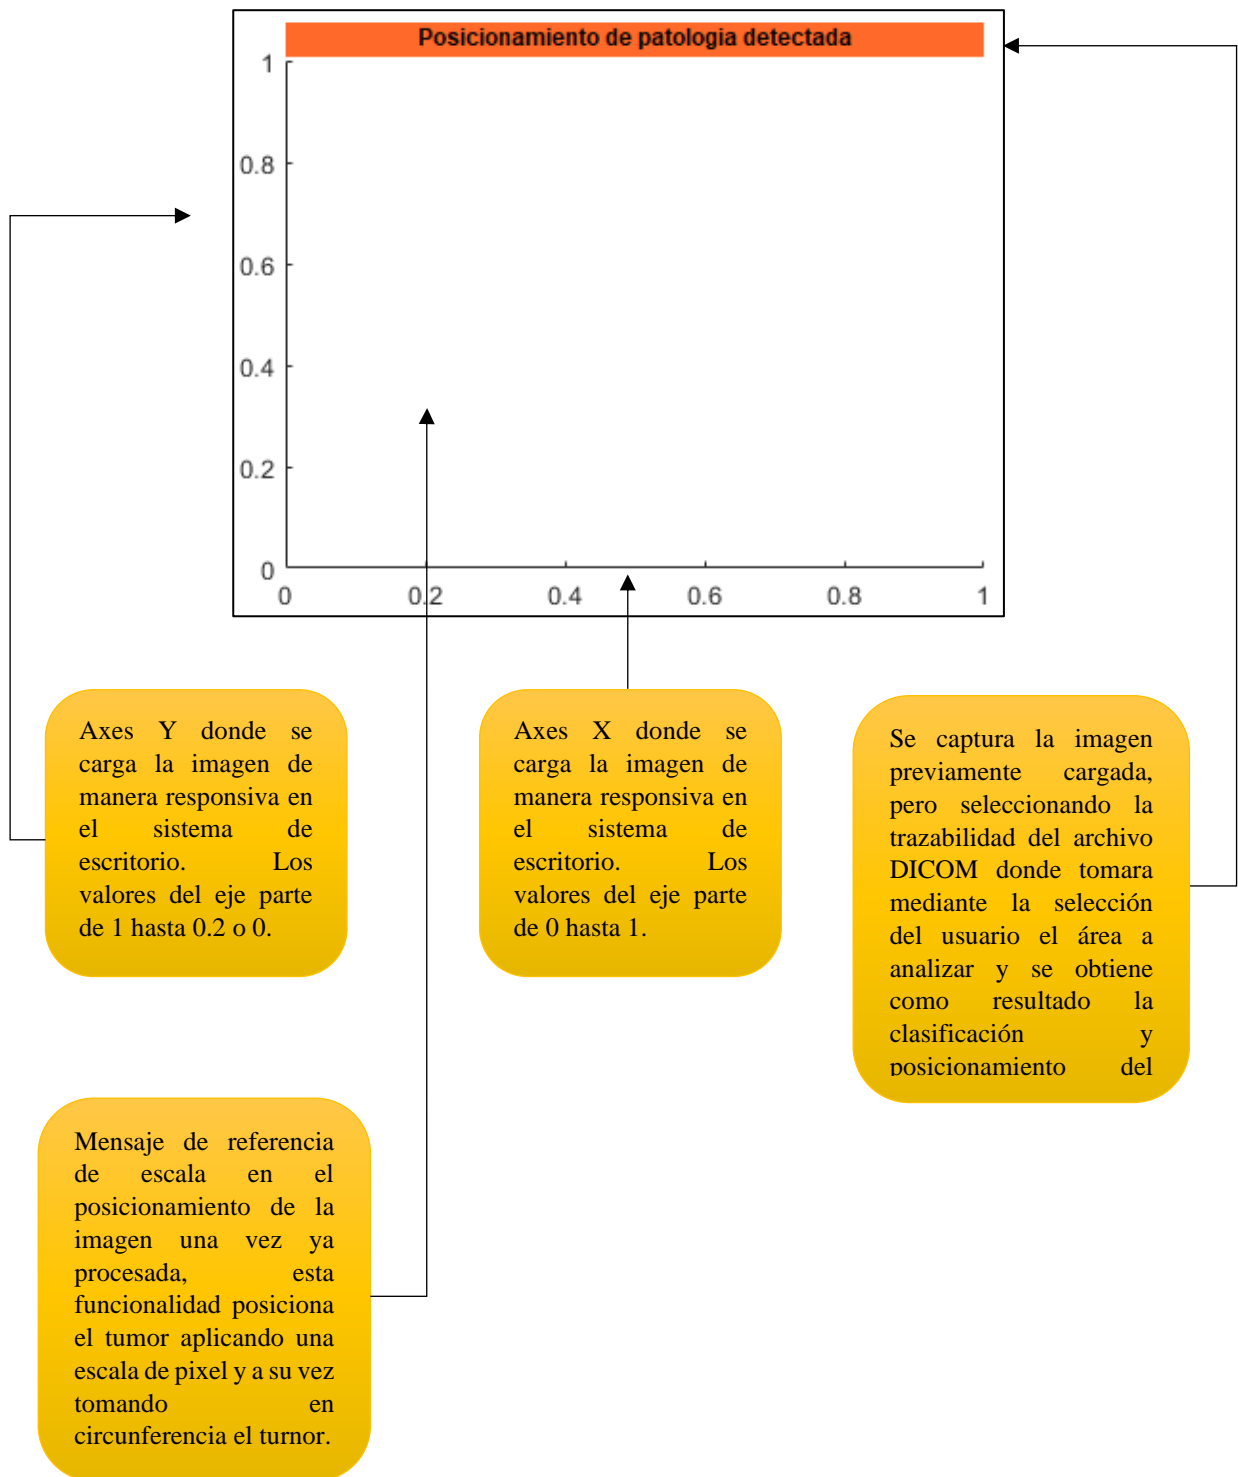 Posicionamiento de patologia detectada
1
0.8
0.6
0.4
0.2
0
0 0.2 0.4 0.6 0.8 1
Axes Y donde se
carga la imagen de
manera responsiva en
el sistema de
escritorio. Los
valores del eje parte
de 1 hasta 0.2 o 0.
Axes X donde se
carga la imagen de
manera responsiva en
el sistema de
escritorio. Los
valores del eje parte
de 0 hasta 1.
Se captura la imagen
previamente cargada,
pero seleccionando la
trazabilidad del archivo
DICOM donde tomara
mediante la selección
del usuario el área a
analizar y se obtiene
como resultado la
clasificación y
posicionamiento del
Mensaje de referencia
de escala en el
posicionamiento de la
imagen una vez ya
procesada, esta
funcionalidad posiciona
el tumor aplicando una
escala de pixel y a su vez
tomando en
circunferencia el turnor.